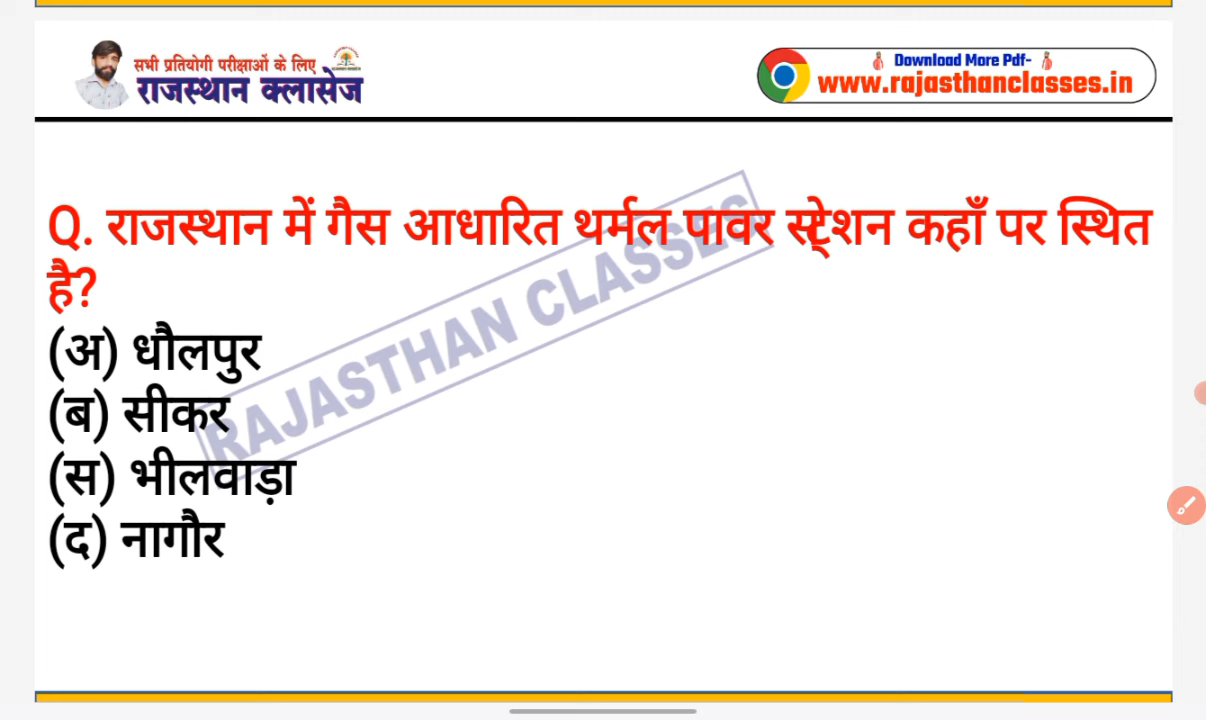 सभी प्रतियोगी परीक्षाओं के लिए
राजस्थान क्लासेज
Download More Pdf-
www.rajasthanclasses.in
Q. राजस्थान में गैस आधारित थर्मल पावर स्टे्शन कहाँ पर स्थित
है?
(अ) धौलपुर
(ब) सीकर
(स) भीलवाड़ा
(द) नागौर
RAJASTHAN CLASSES